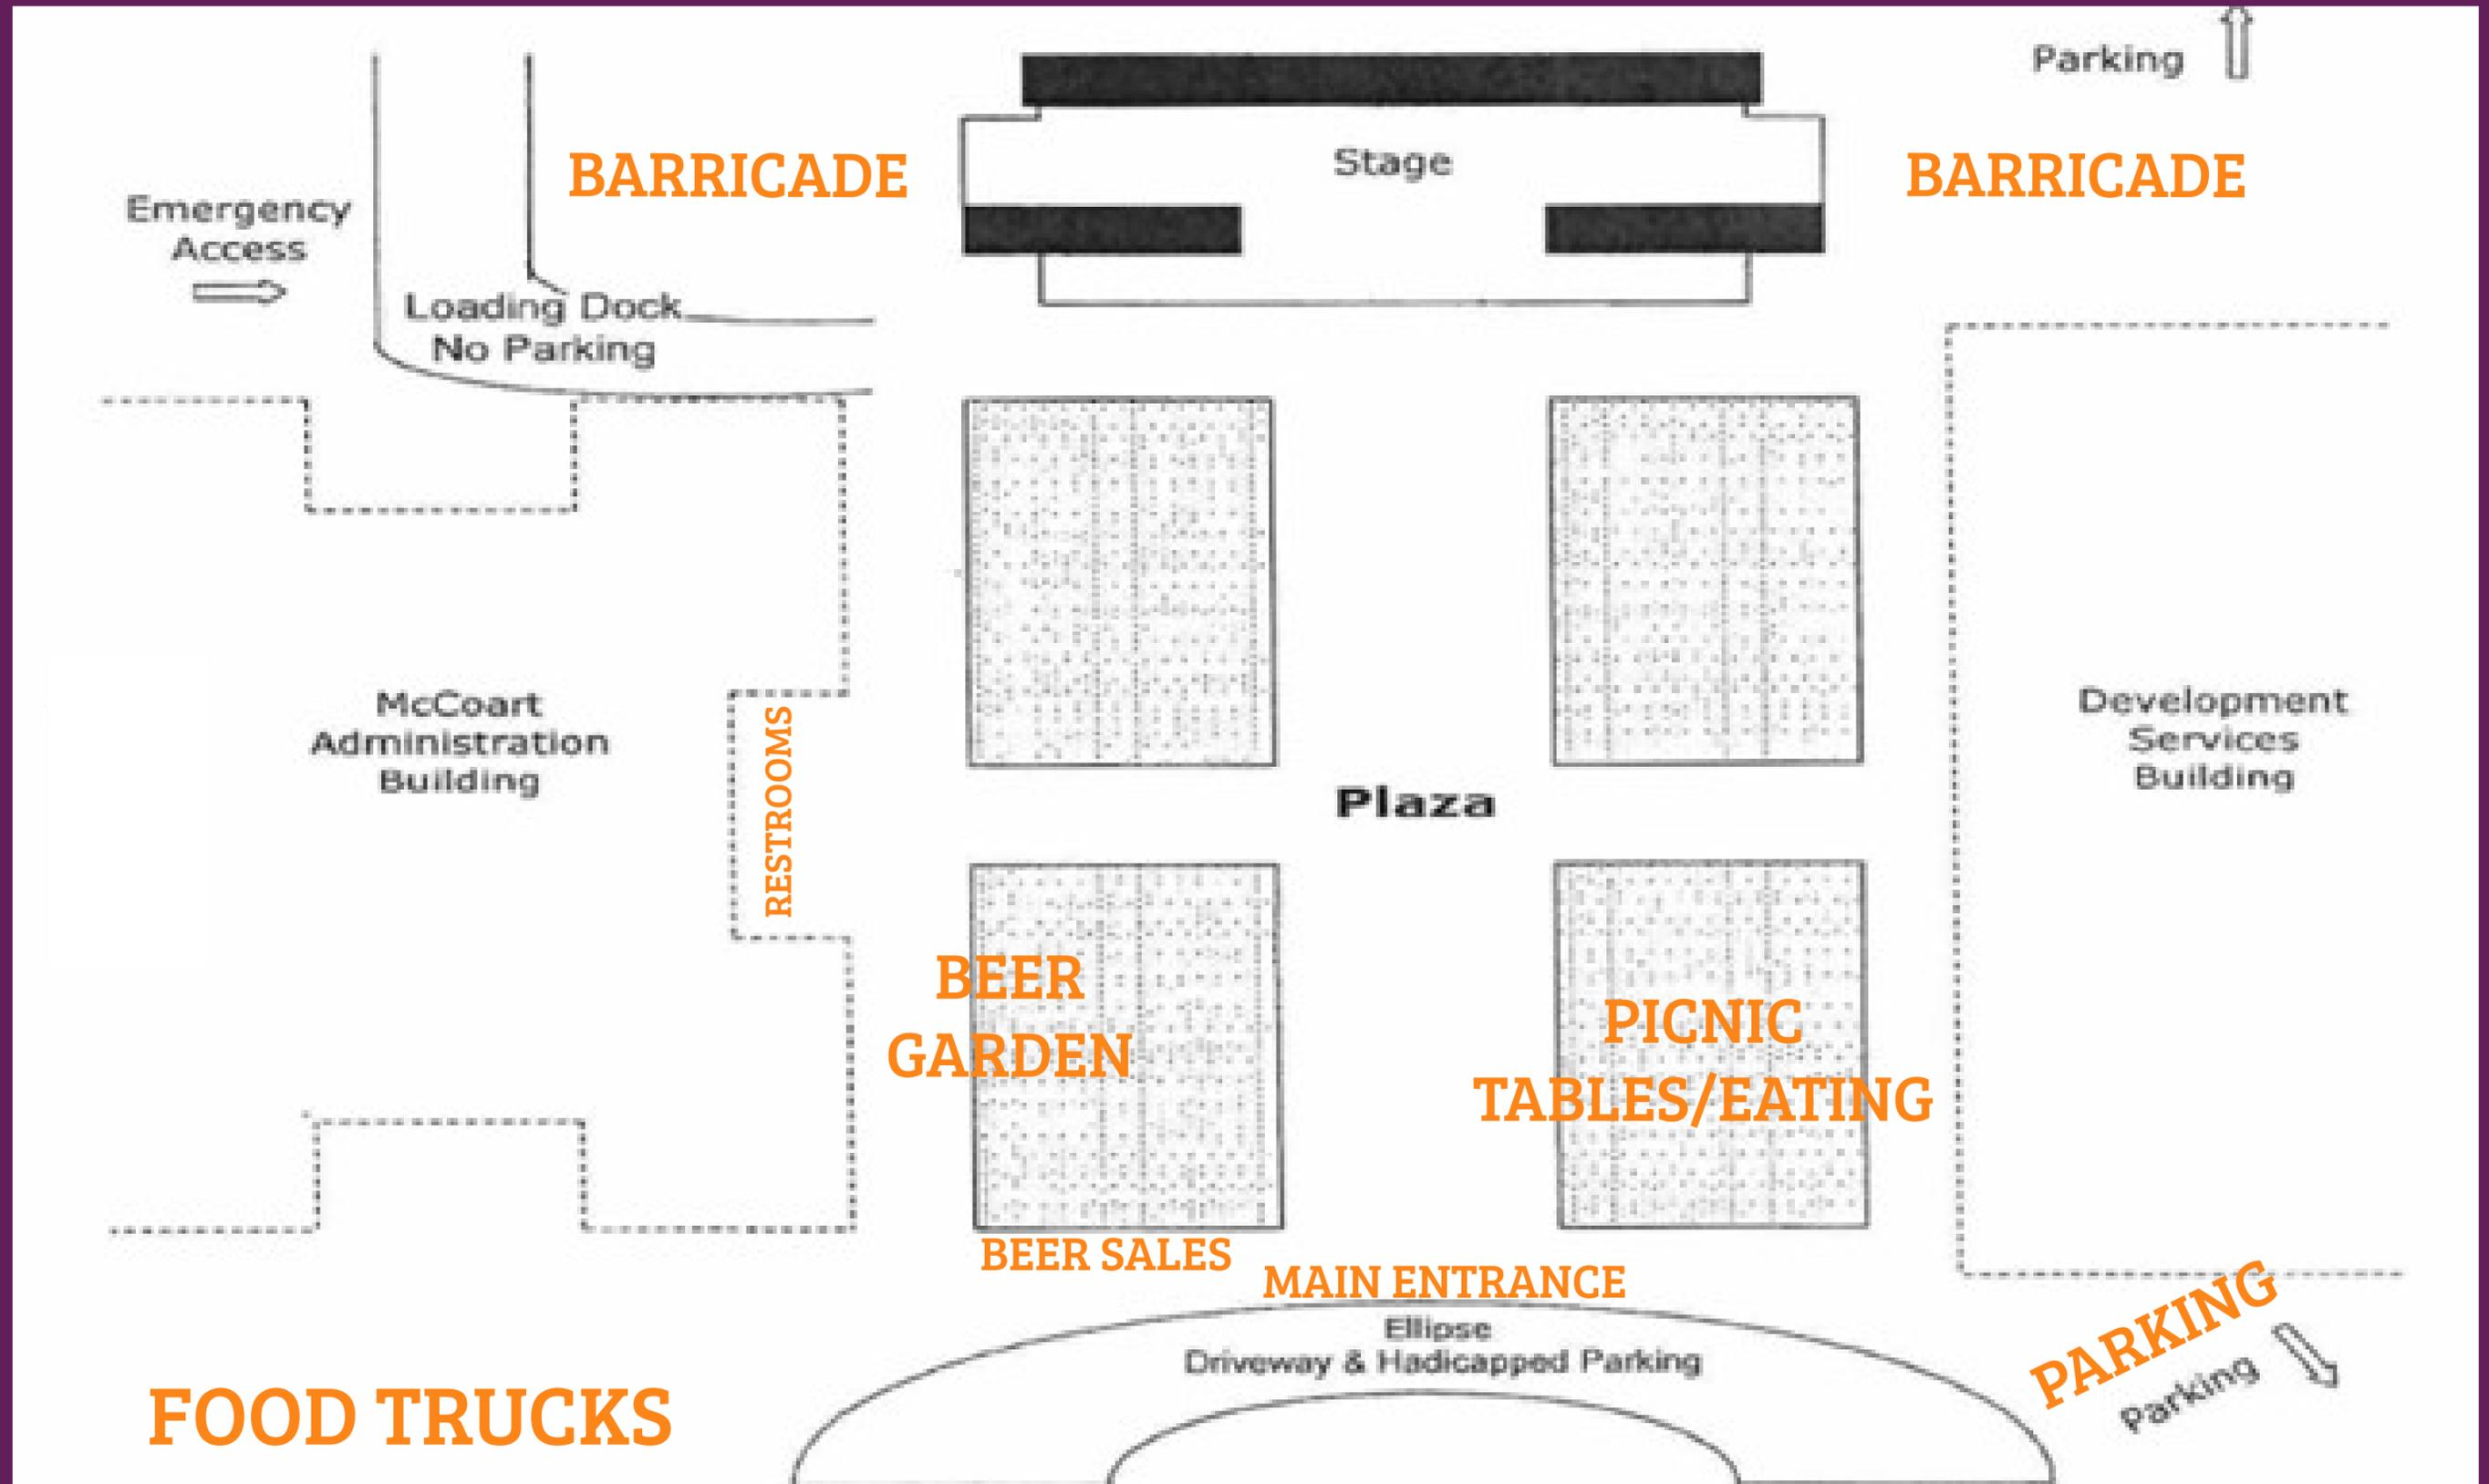 Parking
BARRICADE
Stage
BARRICADE
Emergency
Access
Loading Dock
No Parking
McCoart
Administration
Building
RESTROOMS
Plaza
Development
Services
Building
BEER
GARDEN
PICNIC
TABLES/EATING
BEER SALES
MAIN ENTRANCE
Ellipse
Driveway & Hadicapped Parking
PARKING
Parking
FOOD TRUCKS